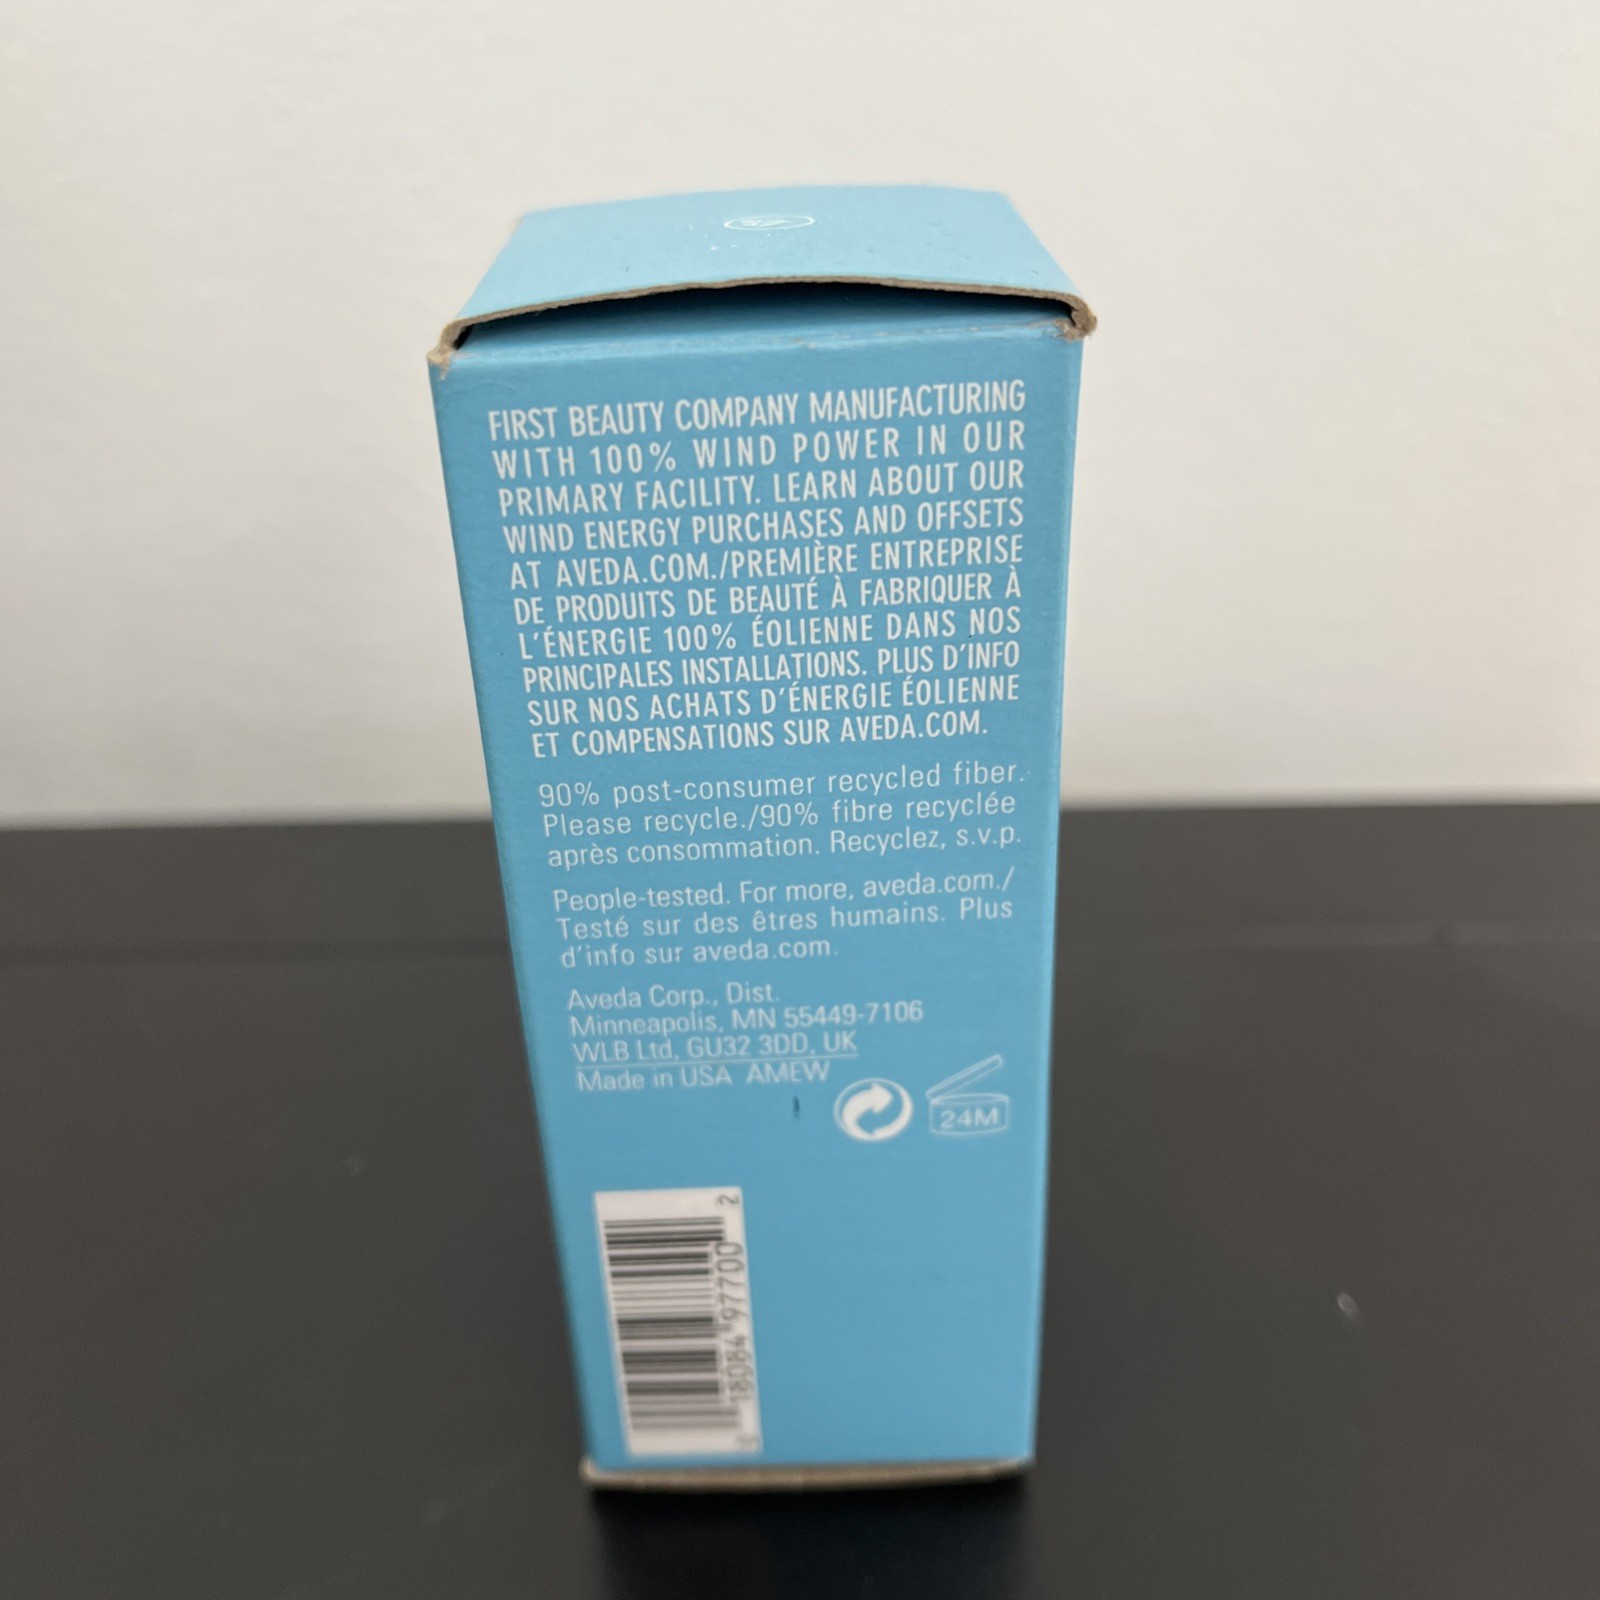 FIRST BEAUTY COMPANY MANUFACTURING
WITH 100% WIND POWER IN OUR
PRIMARY FACILITY. LEARN ABOUT OUR
WIND ENERGY PURCHASES AND OFFSETS
AT AVEDA.COM./PREMIÈRE ENTREPRISE
DE PRODUITS DE BEAUTÉ À FABRIQUER À
L'ÉNERGIE 100% ÉOLIENNE DANS NOS
PRINCIPALES INSTALLATIONS. PLUS D'INFO
SUR NOS ACHATS D'ÉNERGIE ÉOLIENNE
ET COMPENSATIONS SUR AVEDA.COM.
90% post-consumer recycled fiber.
Please recycle./90% fibre recyclée
après consommation. Recyclez, s.v.p.
People-tested. For more, aveda.com./
Testé sur des êtres humains. Plus
d'info sur aveda.com.
Aveda Corp., Dist.
Minneapolis, MN 55449-7106
WLB Ltd, GU32 3DD, UK
Made in USA AMEW
24M
18084 97700 2